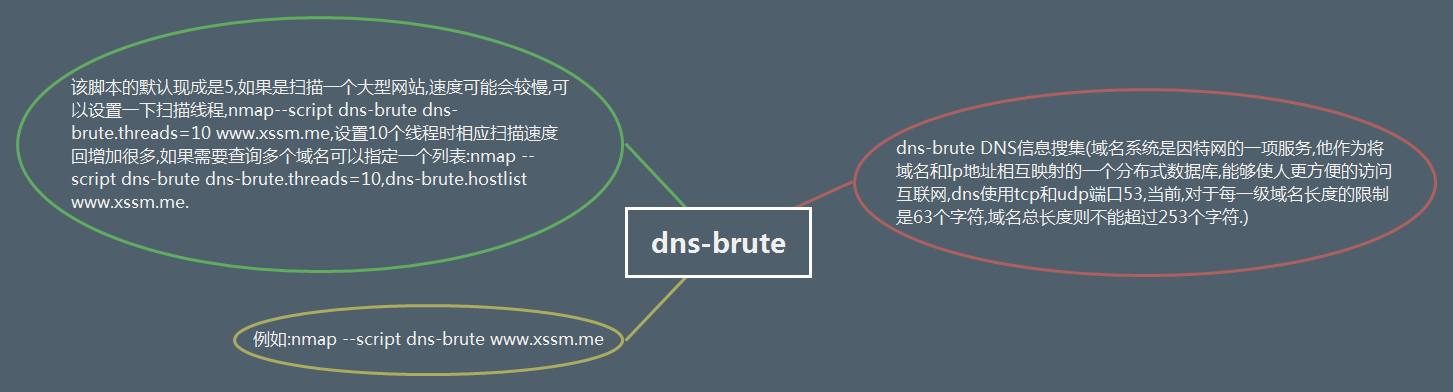 该脚本的默认现成是5,如果是扫描一个大型网站,速度可能会较慢,可
以设置一下扫描线程,nmap--script dns-brute dns-
brute.threads=10 www.xssm.me,设置10个线程时相应扫描速度
回增加很多,如果需要查询多个域名可以指定一个列表:nmap --
script dns-brute dns-brute.threads=10,dns-brute.hostlist
www.xssm.me.
dns-brute DNS信息搜集(域名系统是因特网的一项服务,他作为将
域名和Ip地址相互映射的一个分布式数据库,能够使人更方便的访问
互联网,dns使用tcp和udp端口53,当前,对于每一级域名长度的限制
是63个字符,域名总长度则不能超过253个字符.)
dns-brute
例如:nmap --script dns-brute www.xssm.me